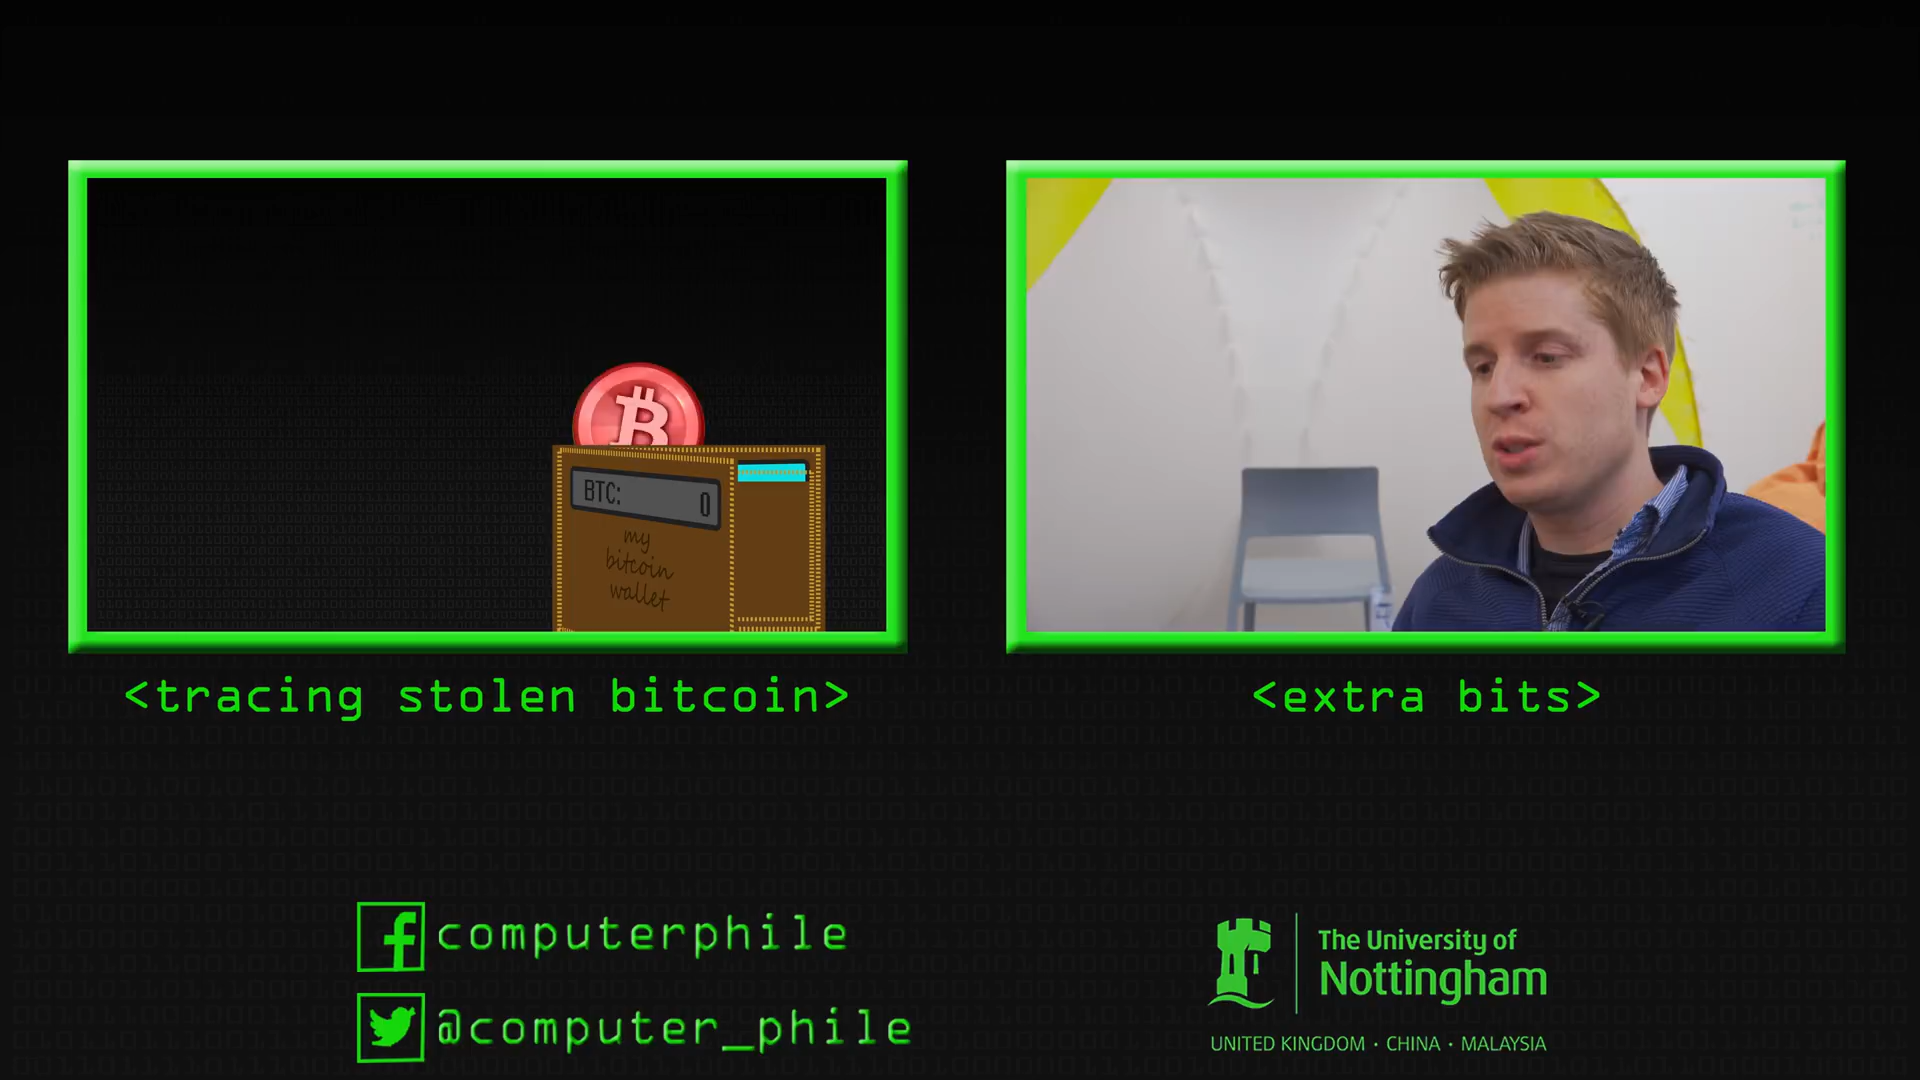 BTC: 0
my
bitcoin
wallet
<tracing stolen bitcoin>
<extra bits>
computerphile
@computer_phile
The University of
Nottingham
UNITED KINGDOM · CHINA · MALAYSIA